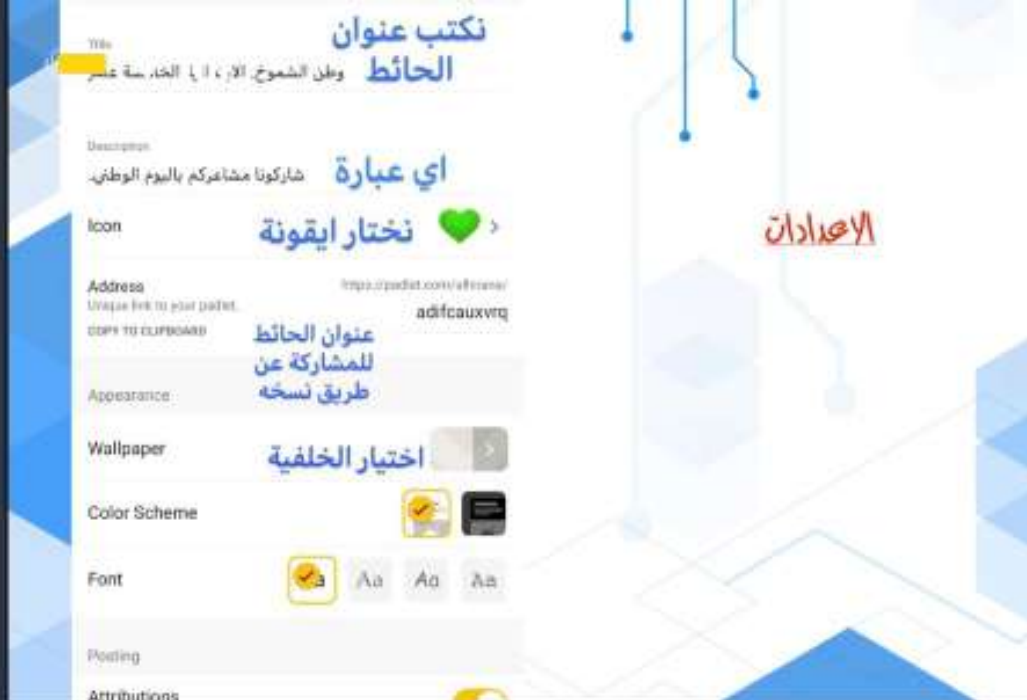 Title
نكتب عنوان
الحائط
وطن الشموخ
Description
شاركونا مشاعركم باليوم الوطني.
اي عبارة
Icon
نختار ايقونة
Address
Unique link to your padlet.
COPY TO CLIPBOARD
adifcauxvrq
عنوان الحائط
للمشاركة عن
طريق نسخه
Appearance
Wallpaper
اختيار الخلفية
Color Scheme
Font
Aa Aa Aa
Posting
Attributions
الاعدادات